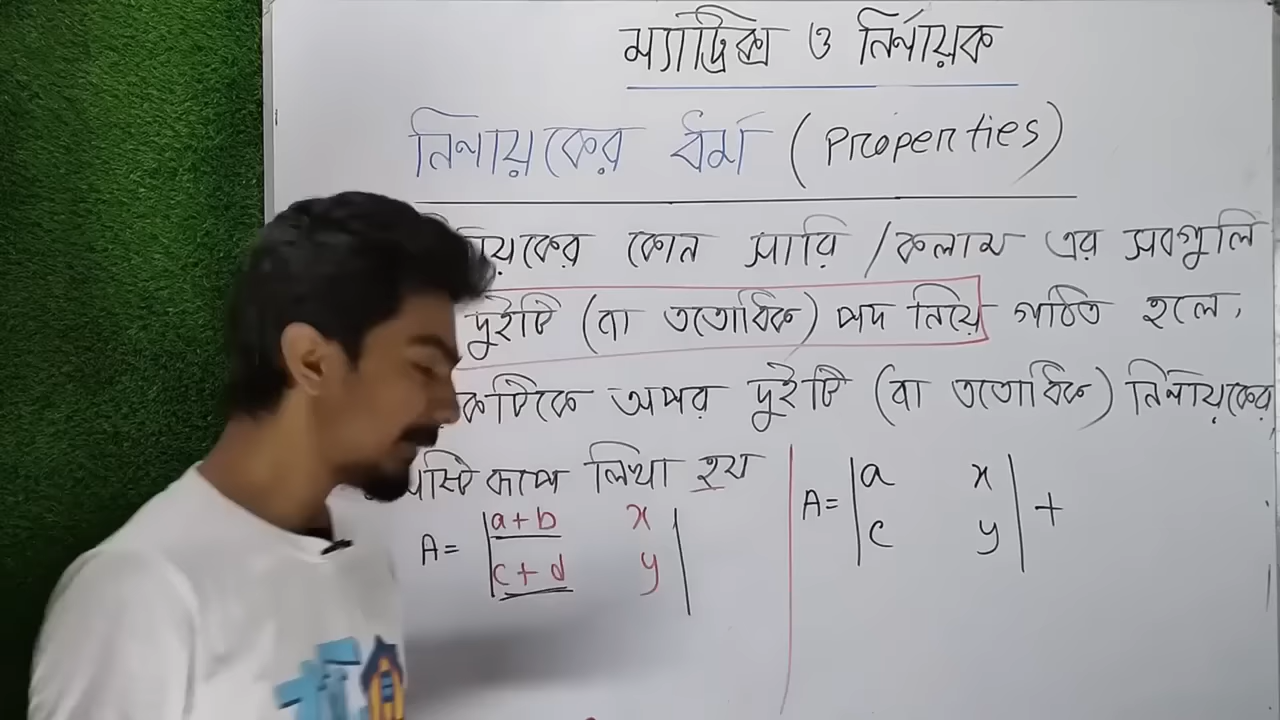 ম্যাট্রিক্স ও নির্ণায়ক
নির্ণায়কের ধর্ম (Properties)
কোন সারি / কলাম এর সবগুলি
দুইটি (বা ততোধিক) পদ নিয়ে গঠিত হলে,
অপর দুইটি (বা ততোধিক) নির্ণায়কের
লিখা হয়
A = | a + b x |
| c + d y |
A = | a x | +
| c y |